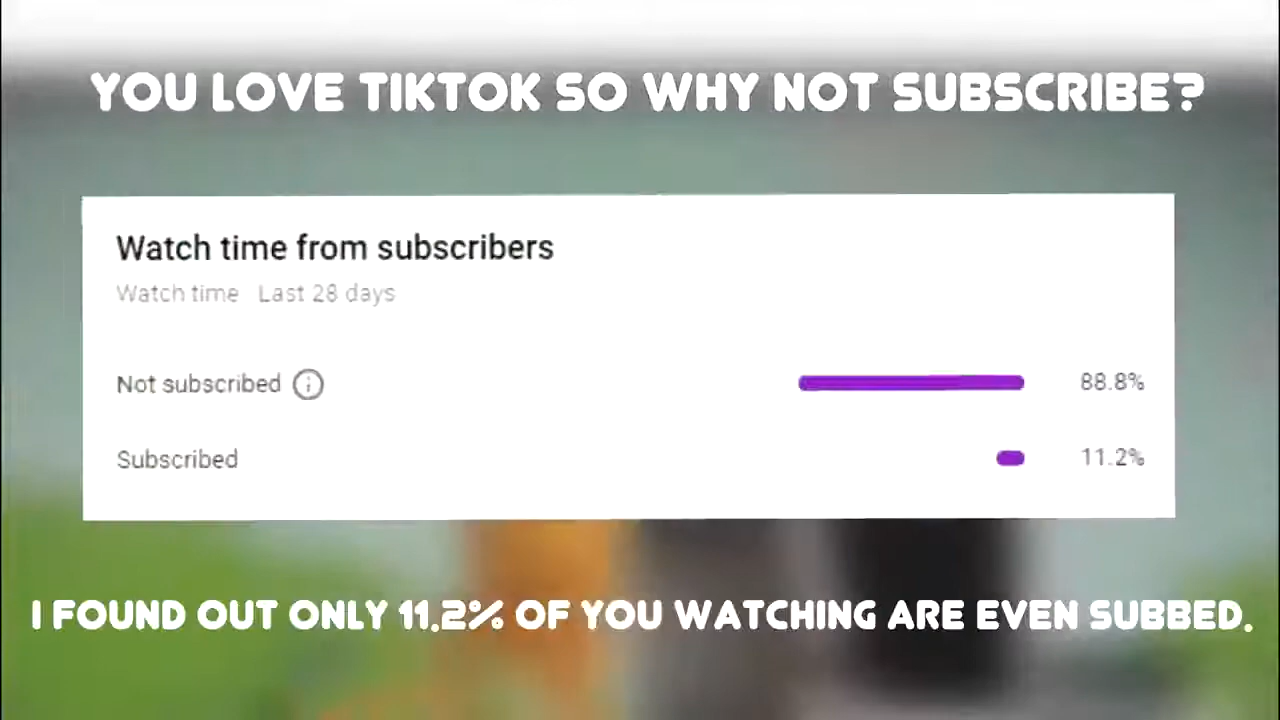 YOU LOVE TIKTOK SO WHY NOT SUBSCRIBE?
Watch time from subscribers
Watch time Last 28 days
Not subscribed 88.8%
Subscribed 11.2%
I FOUND OUT ONLY 11.2% OF YOU WATCHING ARE EVEN SUBBED.